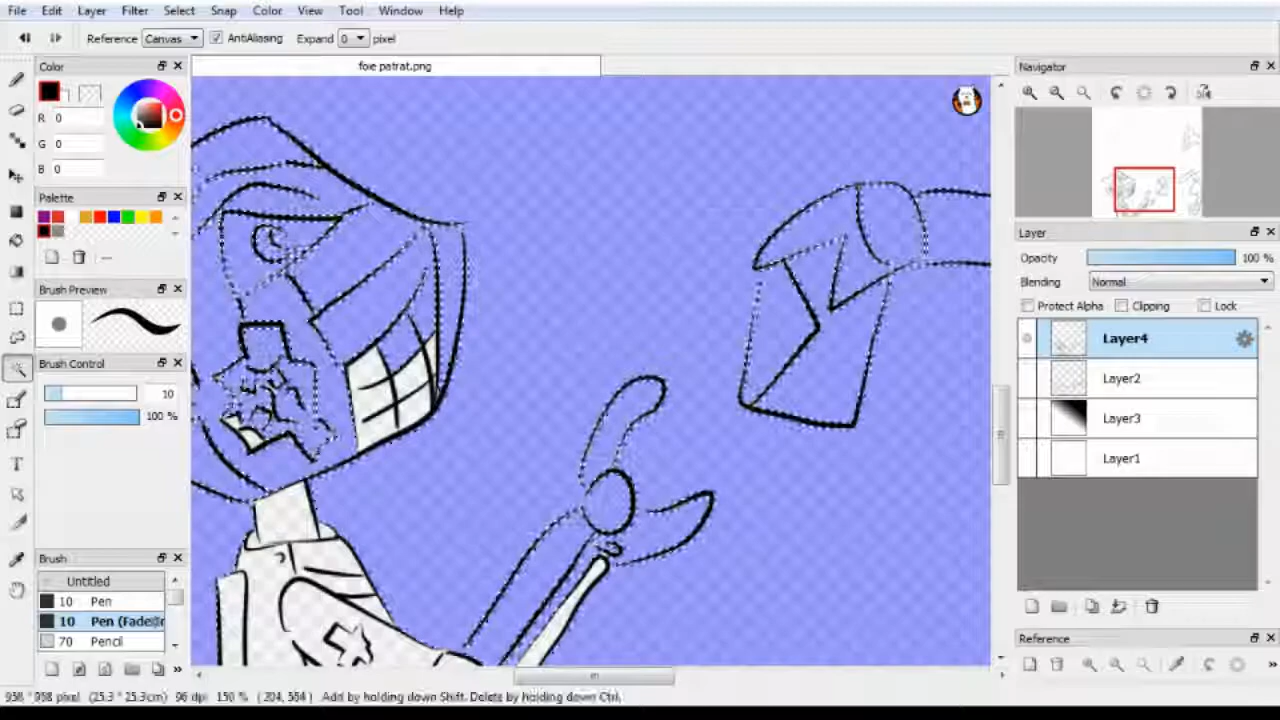 File Edit Layer Filter Select Snap Color View Tool Window Help
Reference Canvas AntiAliasing Expand 0 pixel
Color
foie patrat.png
Navigator
R 0
G 0
B 0
Palette
Layer
Opacity 100 %
Brush Preview
Blending Normal
Protect Alpha Clipping Lock
Layer4
Brush Control
Layer2
10
100 %
Layer3
Layer1
Brush
Untitled
10 Pen
10 Pen (Fade
70 Pencil
Reference
958 * 958 pixel (25.3 * 25.3cm) 96 dpi 150 % ( 204, 554 ) Add by holding down Shift. Delete by holding down Ctrl.